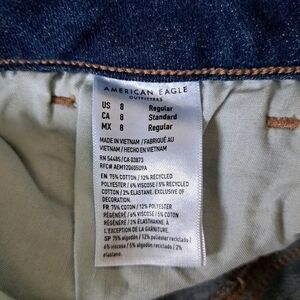 AMERICAN EAGLE
OUTFITTERS
US 8 Regular
CA 8 Standard
MX 8 Regular
MADE IN VIETNAM / FABRIQUÉ AU
VIETNAM / HECHO EN VIETNAM
RN 54485/CA 03873
RFC# AEM1206050U9A
EN 75% COTTON / 12% RECYCLED
POLYESTER / 6% VISCOSE / 5% RECYCLED
COTTON / 2% ELASTANE. EXCLUSIVE OF
DECORATION.
FR: 75% COTON / 12% POLYESTER
RÉGÉNÉRÉ / 6% VISCOSE / 5% COTON
RÉGÉNÉRÉ / 2% ÉLASTHANNE. À
L'EXCEPTION DE LA GARNITURE.
SP 75% algodón / 12% poliéster reciclado /
6% viscosa / 5% algodón reciclado / 2%
elastano.